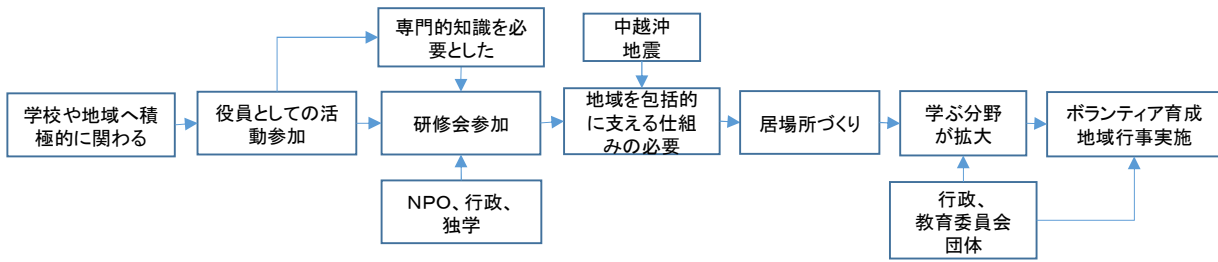 専門的知識を必
要とした
中越沖
地震
学校や地域へ積
極的に関わる
役員としての活
動参加
研修会参加
地域を包括的
に支える仕組
みの必要
居場所づくり
学ぶ分野
が拡大
ボランティア育成
地域行事実施
NPO、行政、
独学
行政、
教育委員会
団体